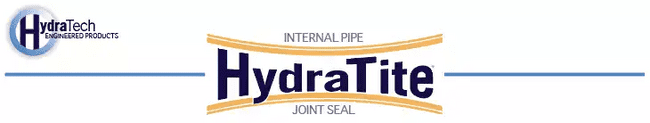 HydraTech
ENGINEERED PRODUCTS
INTERNAL PIPE
HydraTite®
JOINT SEAL